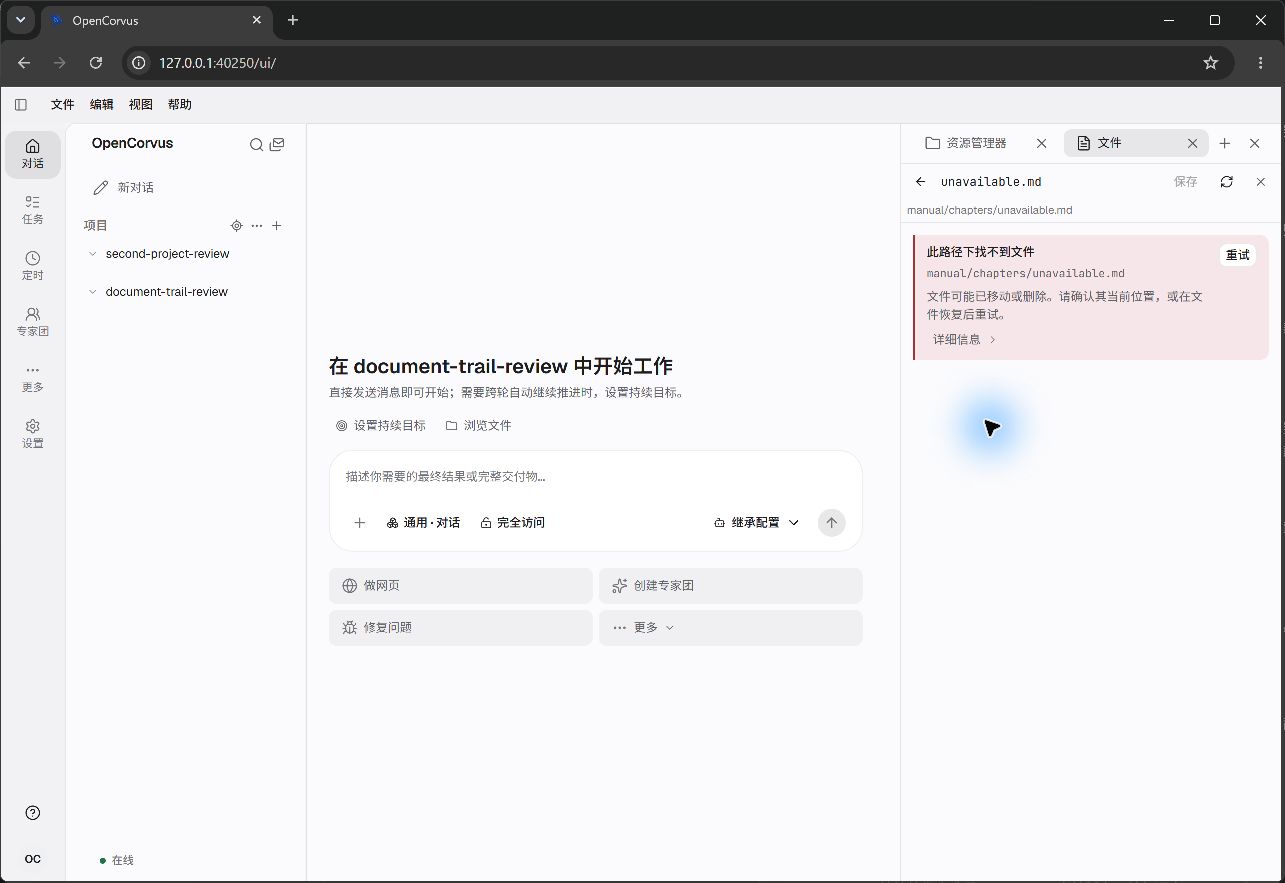 OpenCorvus
127.0.0.1:40250/ui/
文件 编辑 视图 帮助
对话
任务
定时
专家团
更多
设置
OC
OpenCorvus
新对话
项目
second-project-review
document-trail-review
在线
在 document-trail-review 中开始工作
直接发送消息即可开始；需要跨轮自动继续推进时，设置持续目标。
设置持续目标 浏览文件
描述你需要的最终结果或完整交付物...
通用 · 对话 完全访问 继承配置
做网页 创建专家团
修复问题 更多
资源管理器 文件
unavailable.md 保存
manual/chapters/unavailable.md
此路径下找不到文件 重试
manual/chapters/unavailable.md
文件可能已移动或删除。请确认其当前位置，或在文
件恢复后重试。
详细信息